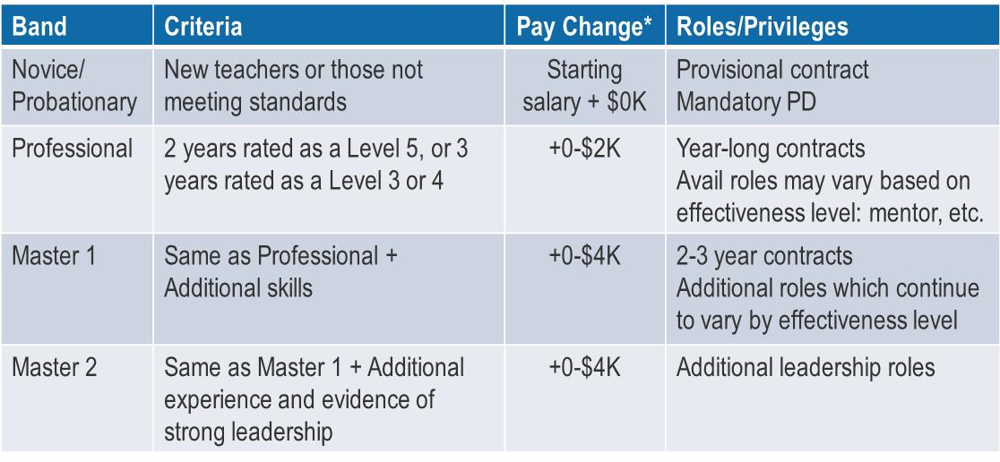 Band Criteria Pay Change* Roles/Privileges
Novice/ New teachers or those not Starting Provisional contract
Probationary meeting standards salary + $0K Mandatory PD
Professional 2 years rated as a Level 5, or 3 +0-$2K Year-long contracts
years rated as a Level 3 or 4 Avail roles may vary based on
effectiveness level: mentor, etc.
Master 1 Same as Professional + +0-$4K 2-3 year contracts
Additional skills Additional roles which continue
to vary by effectiveness level
Master 2 Same as Master 1 + Additional +0-$4K Additional leadership roles
experience and evidence of
strong leadership